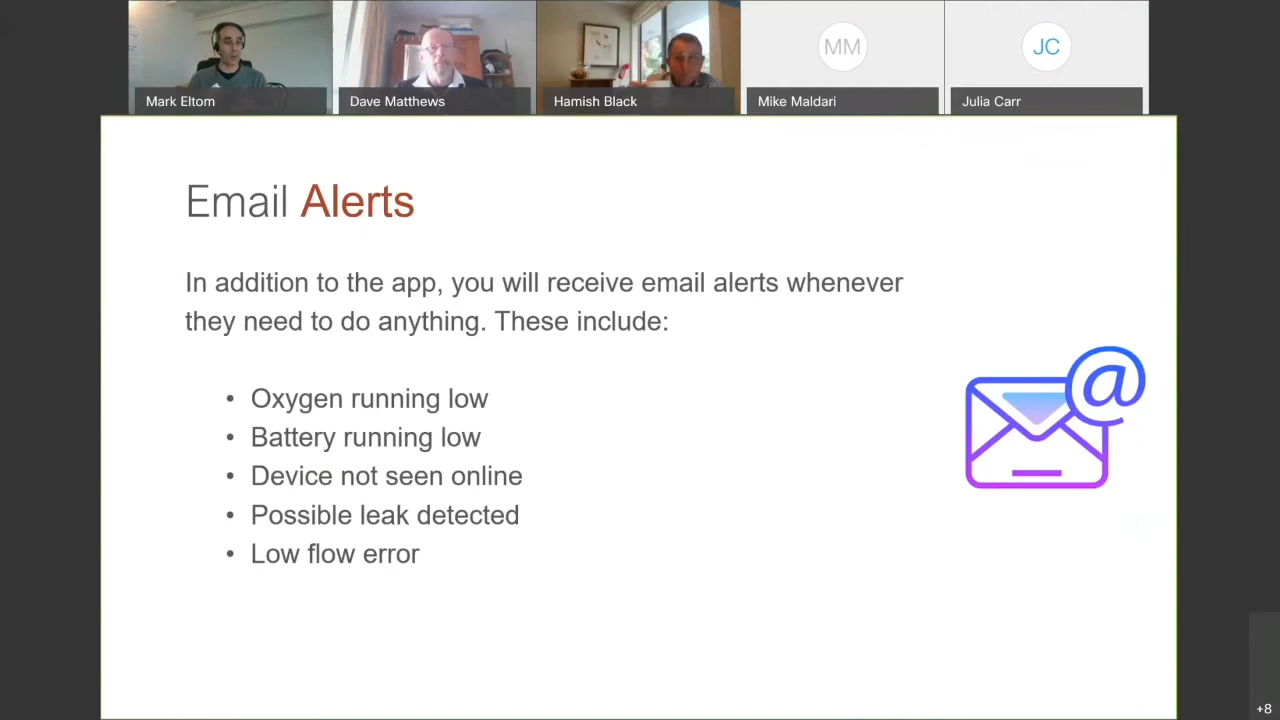 MM
JC
Mark Eltom
Dave Matthews
Hamish Black
Mike Maldari
Julia Carr
Email Alerts
In addition to the app, you will receive email alerts whenever
they need to do anything. These include:
• Oxygen running low
• Battery running low
• Device not seen online
• Possible leak detected
• Low flow error
@
+8